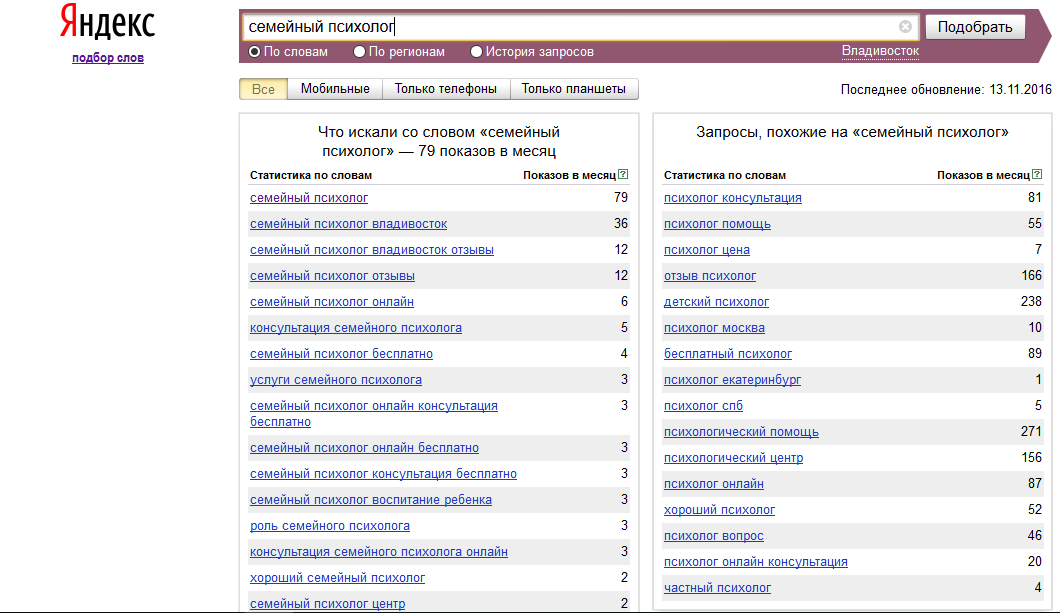 Яндекс
подбор слов
семейный психолог
Подобрать
По словам По регионам История запросов Владивосток
Все Мобильные Только телефоны Только планшеты Последнее обновление: 13.11.2016
Что искали со словом «семейный
психолог» — 79 показов в месяц
Статистика по словам Показов в месяц ?
семейный психолог 79
семейный психолог владивосток 36
семейный психолог владивосток отзывы 12
семейный психолог отзывы 12
семейный психолог онлайн 6
консультация семейного психолога 5
семейный психолог бесплатно 4
услуги семейного психолога 3
семейный психолог онлайн консультация 3
бесплатно
семейный психолог онлайн бесплатно 3
семейный психолог консультация бесплатно 3
семейный психолог воспитание ребенка 3
роль семейного психолога 3
консультация семейного психолога онлайн 3
хороший семейный психолог 2
семейный психолог центр 2
Запросы, похожие на «семейный психолог»
Статистика по словам Показов в месяц ?
психолог консультация 81
психолог помощь 55
психолог цена 7
отзыв психолог 166
детский психолог 238
психолог москва 10
бесплатный психолог 89
психолог екатеринбург 1
психолог спб 5
психологический помощь 271
психологический центр 156
психолог онлайн 87
хороший психолог 52
психолог вопрос 46
психолог онлайн консультация 20
частный психолог 4